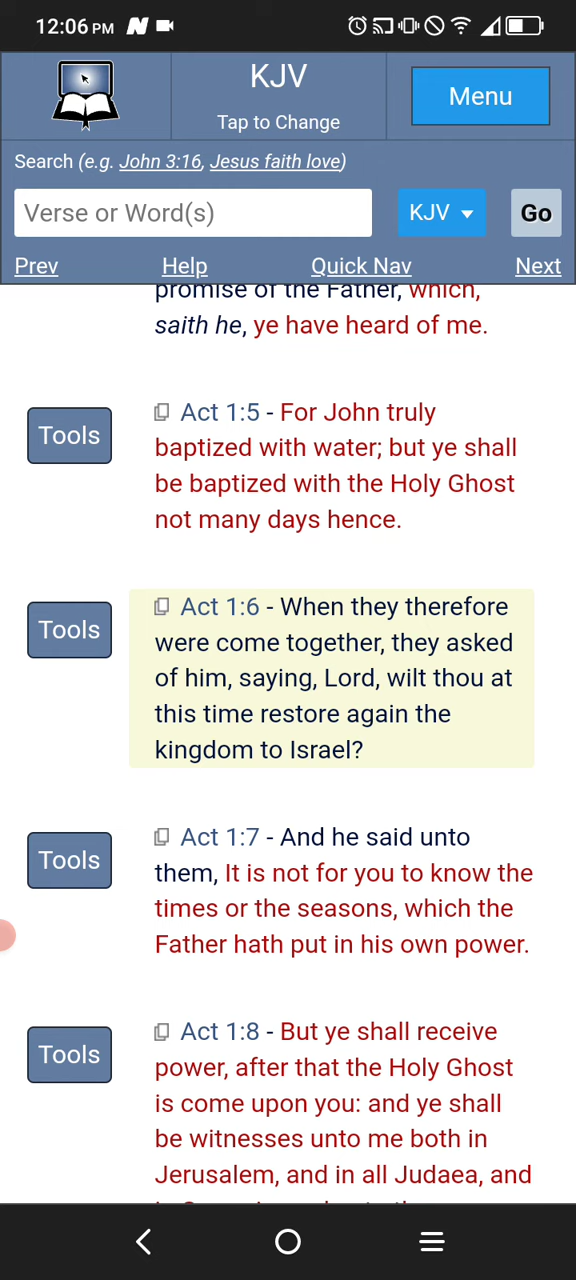 12:06 PM
KJV
Menu
Tap to Change
Search (e.g. John 3:16, Jesus faith love)
Verse or Word(s)
KJV
Go
Prev Help Quick Nav Next
promise of the Father, which,
saith he, ye have heard of me.
Tools
Act 1:5 - For John truly
baptized with water; but ye shall
be baptized with the Holy Ghost
not many days hence.
Tools
Act 1:6 - When they therefore
were come together, they asked
of him, saying, Lord, wilt thou at
this time restore again the
kingdom to Israel?
Tools
Act 1:7 - And he said unto
them, It is not for you to know the
times or the seasons, which the
Father hath put in his own power.
Tools
Act 1:8 - But ye shall receive
power, after that the Holy Ghost
is come upon you: and ye shall
be witnesses unto me both in
Jerusalem, and in all Judaea, and